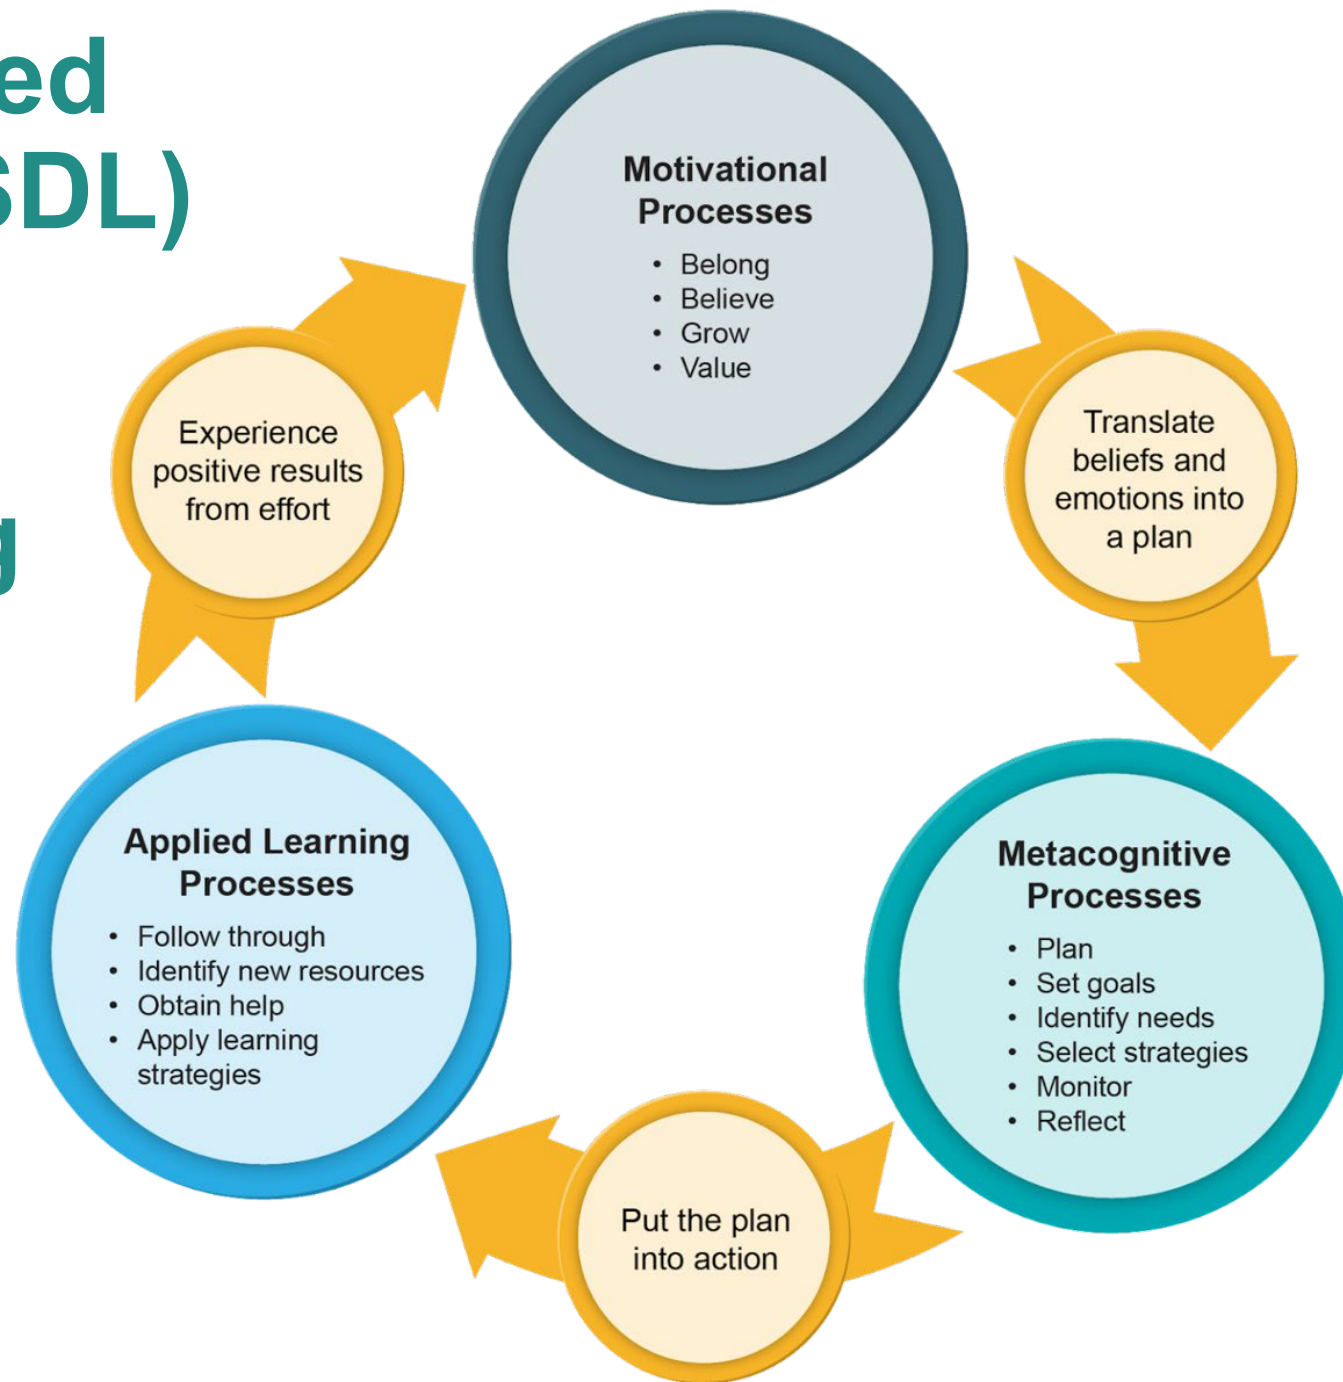 ed
SDL)
g
Motivational
Processes
• Belong
• Believe
• Grow
• Value
Translate
beliefs and
emotions into
a plan
Metacognitive
Processes
• Plan
• Set goals
• Identify needs
• Select strategies
• Monitor
• Reflect
Put the plan
into action
Applied Learning
Processes
• Follow through
• Identify new resources
• Obtain help
• Apply learning
strategies
Experience
positive results
from effort